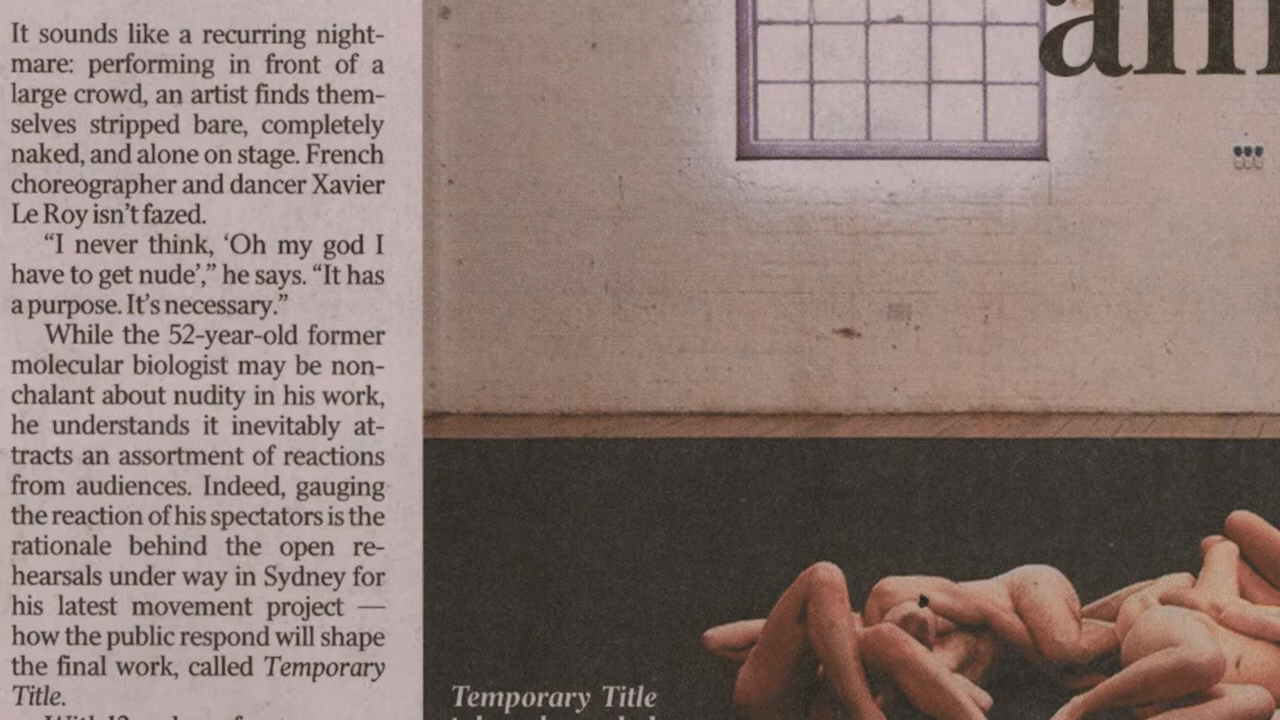 It sounds like a recurring night-
mare: performing in front of a
large crowd, an artist finds them-
selves stripped bare, completely
naked, and alone on stage. French
choreographer and dancer Xavier
Le Roy isn't fazed.
“I never think, ‘Oh my god I
have to get nude’,” he says. “It has
a purpose. It's necessary.”
While the 52-year-old former
molecular biologist may be non-
chalant about nudity in his work,
he understands it inevitably at-
tracts an assortment of reactions
from audiences. Indeed, gauging
the reaction of his spectators is the
rationale behind the open re-
hearsals under way in Sydney for
his latest movement project —
how the public respond will shape
the final work, called Temporary
Title.
Temporary Title